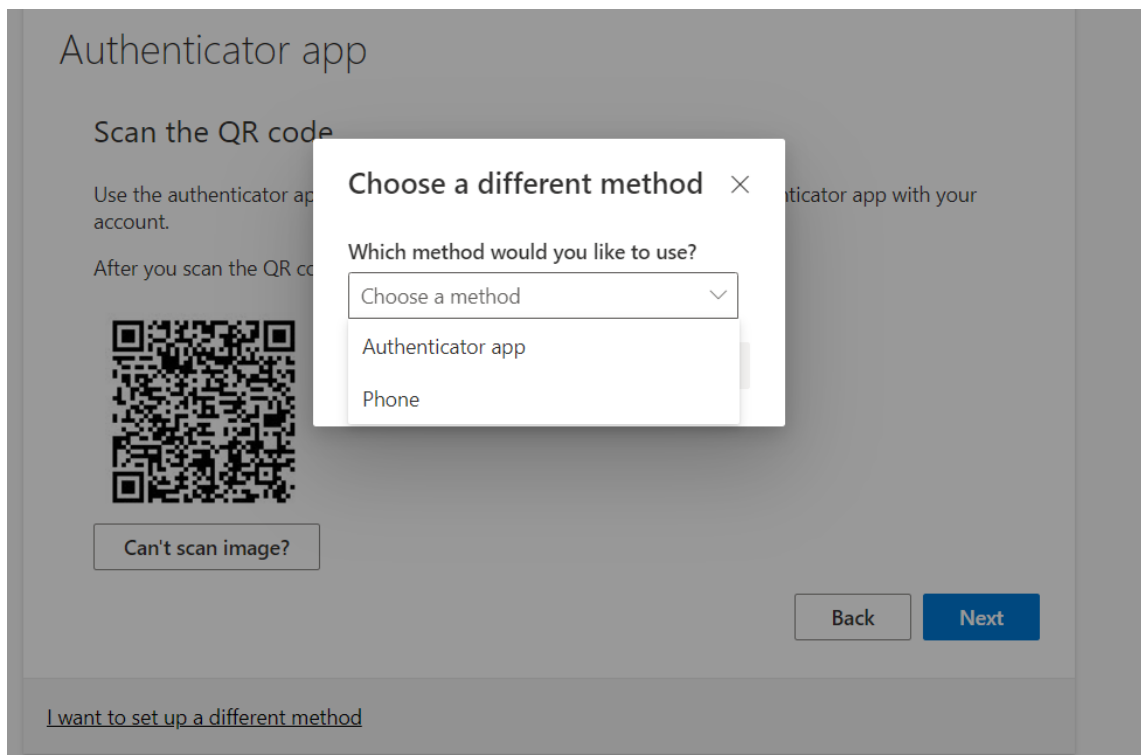 Authenticator app
Scan the QR code
Choose a different method
Use the authenticator ap
nticator app with your
account.
Which method would you like to use?
After you scan the QR co
Choose a method
Authenticator app
Phone
Can't scan image?
Back
Next
I want to set up a different method